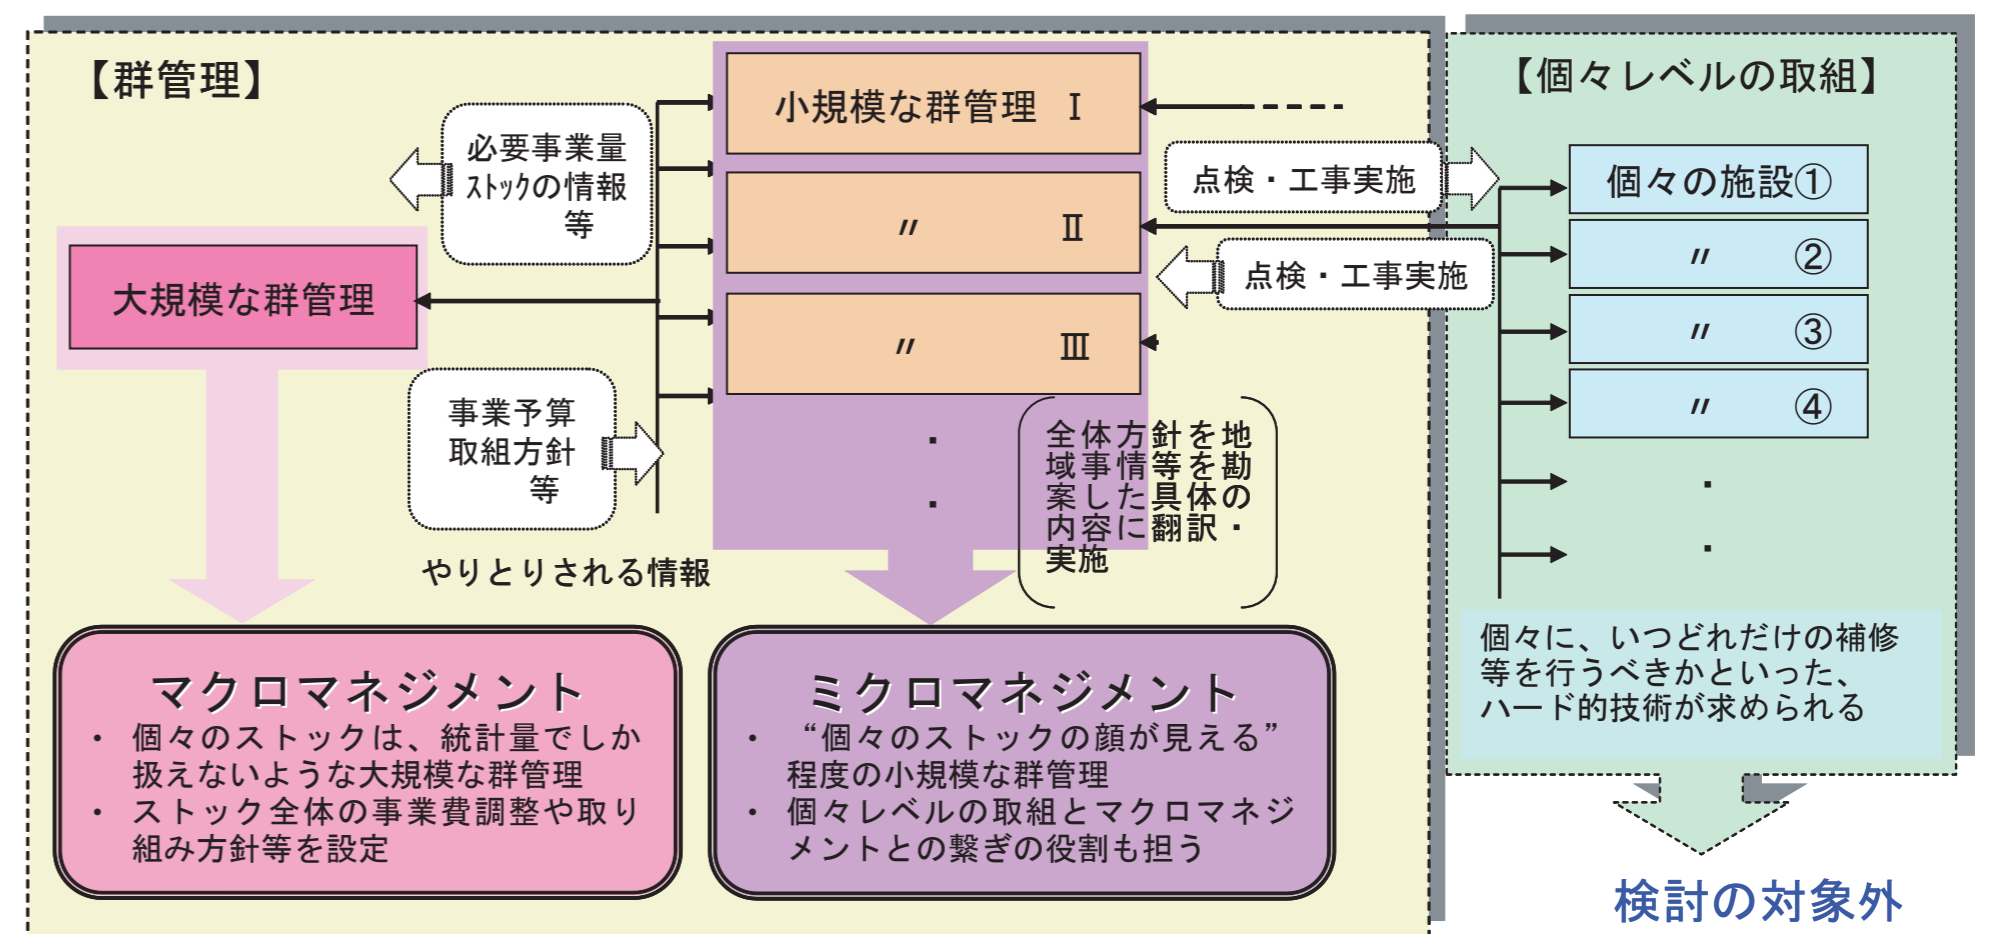 【群管理】
必要事業量
ｽﾄｯｸの情報
等
大規模な群管理
事業予算
取組方針
等
やりとりされる情報
小規模な群管理 Ⅰ
〃 Ⅱ
〃 Ⅲ
・
・
全体方針を地
域事情等を勘
案した具体の
内容に翻訳・
実施
点検・工事実施
点検・工事実施
【個々レベルの取組】
個々の施設①
〃 ②
〃 ③
〃 ④
・
・
個々に、いつどれだけの補修
等を行うべきかといった、
ハード的技術が求められる
検討の対象外
マクロマネジメント
・ 個々のストックは、統計量でしか
扱えないような大規模な群管理
・ ストック全体の事業費調整や取り
組み方針等を設定
ミクロマネジメント
・ “個々のストックの顔が見える”
程度の小規模な群管理
・ 個々レベルの取組とマクロマネジ
メントとの繋ぎの役割も担う